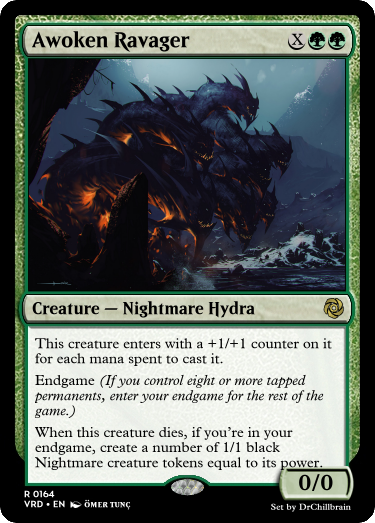 Awoken Ravager X
Creature — Nightmare Hydra
This creature enters with a +1/+1 counter on it
for each mana spent to cast it.
Endgame (If you control eight or more tapped
permanents, enter your endgame for the rest of the
game.)
When this creature dies, if you're in your
endgame, create a number of 1/1 black
Nightmare creature tokens equal to its power.
0/0
R 0164
VRD • EN ÖMER TUNÇ
Set by DrChillbrain